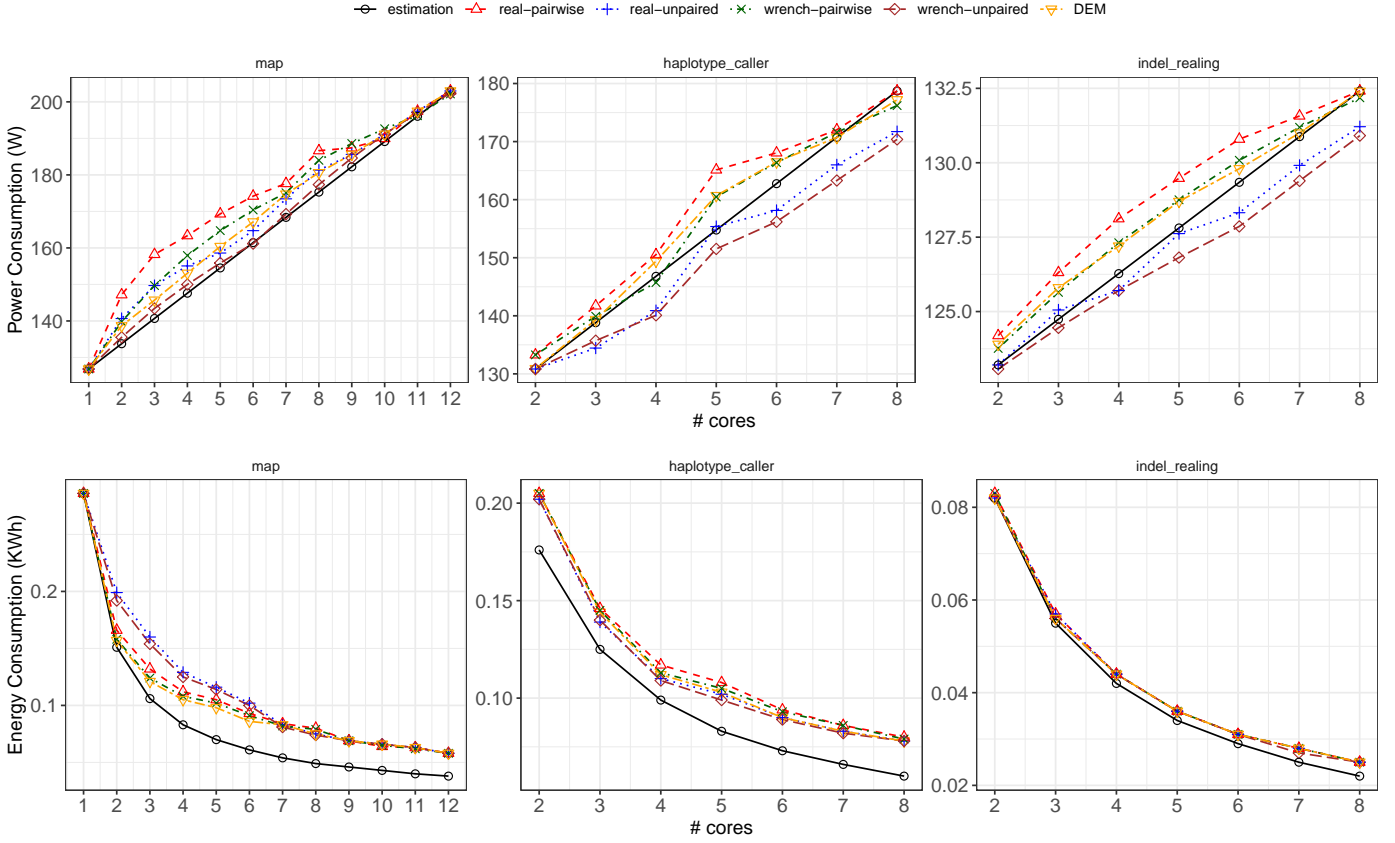 estimation real−pairwise real−unpaired wrench−pairwise wrench−unpaired DEM
map haplotype_caller indel_realing
Power Consumption (W)
200
180
160
140
1 2 3 4 5 6 7 8 9 10 11 12
180
170
160
150
140
130
2 3 4 5 6 7 8
132.5
130.0
127.5
125.0
2 3 4 5 6 7 8
# cores
map haplotype_caller indel_realing
Energy Consumption (KWh)
0.2
0.1
1 2 3 4 5 6 7 8 9 10 11 12
0.20
0.15
0.10
2 3 4 5 6 7 8
0.08
0.06
0.04
0.02
2 3 4 5 6 7 8
# cores